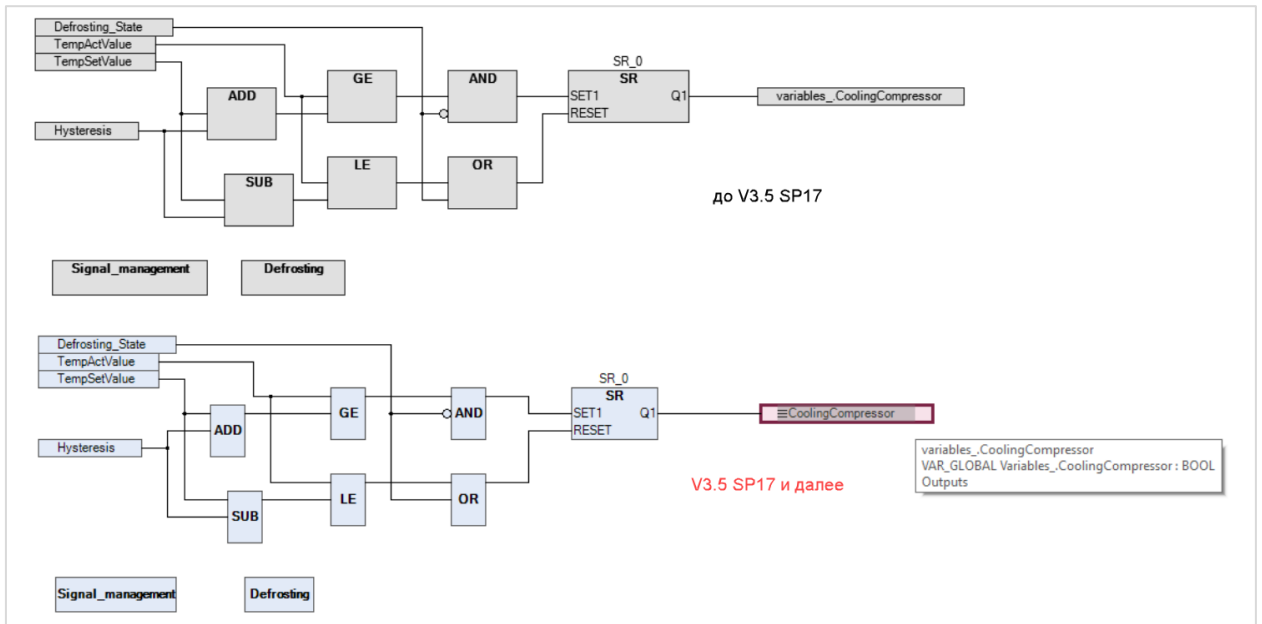 Defrosting_State
TempActValue
TempSetValue
SR_0
GE
AND
SR
ADD
SET1
Q1
variables_.CoolingCompressor
RESET
Hysteresis
LE
OR
SUB
до V3.5 SP17
Signal_management
Defrosting
Defrosting_State
TempActValue
TempSetValue
SR_0
SR
GE
AND
SET1
Q1
CoolingCompressor
ADD
RESET
Hysteresis
variables_.CoolingCompressor
VAR_GLOBAL Variables_.CoolingCompressor : BOOL
Outputs
V3.5 SP17 и далее
LE
OR
SUB
Signal_management
Defrosting